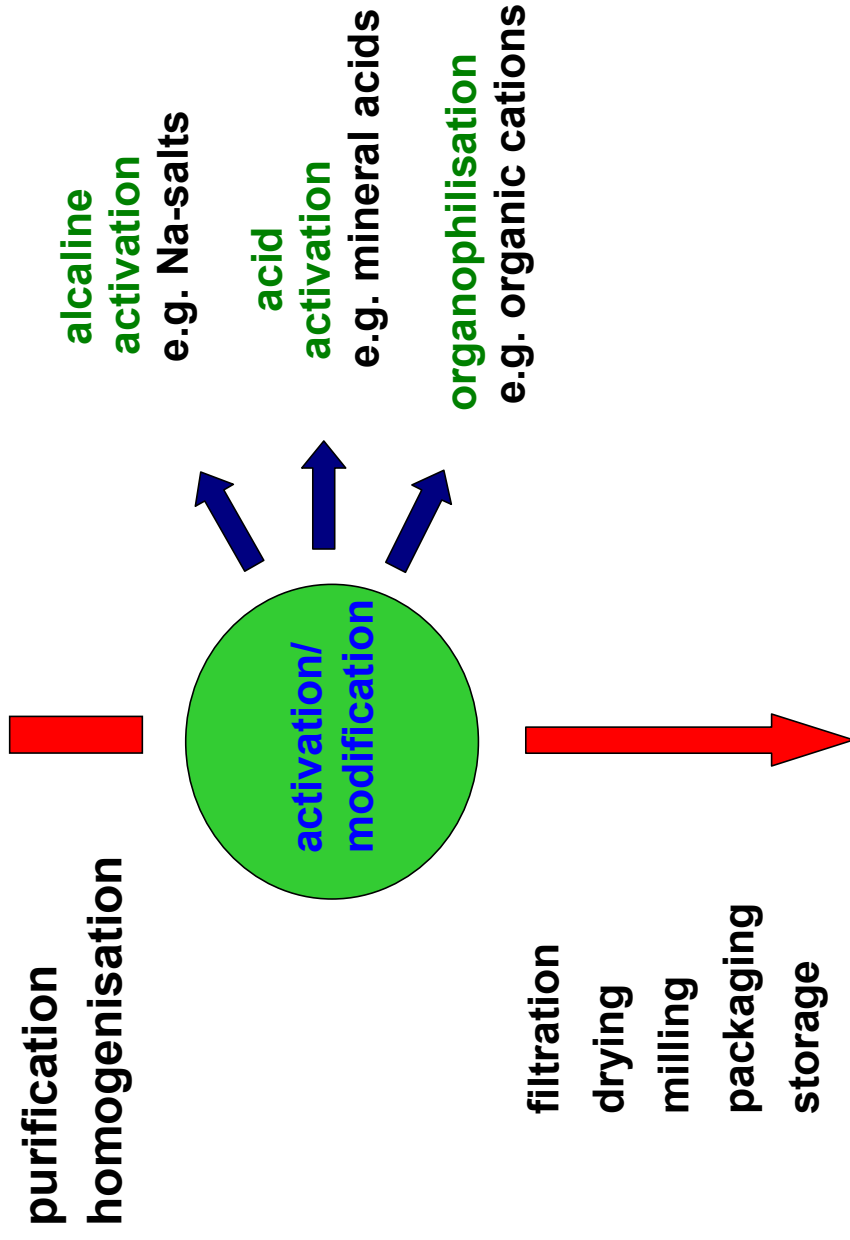 purification
homogenisation
activation/
modification
alcaline
activation
e.g. Na-salts
acid
activation
e.g. mineral acids
organophilisation
e.g. organic cations
filtration
drying
milling
packaging
storage